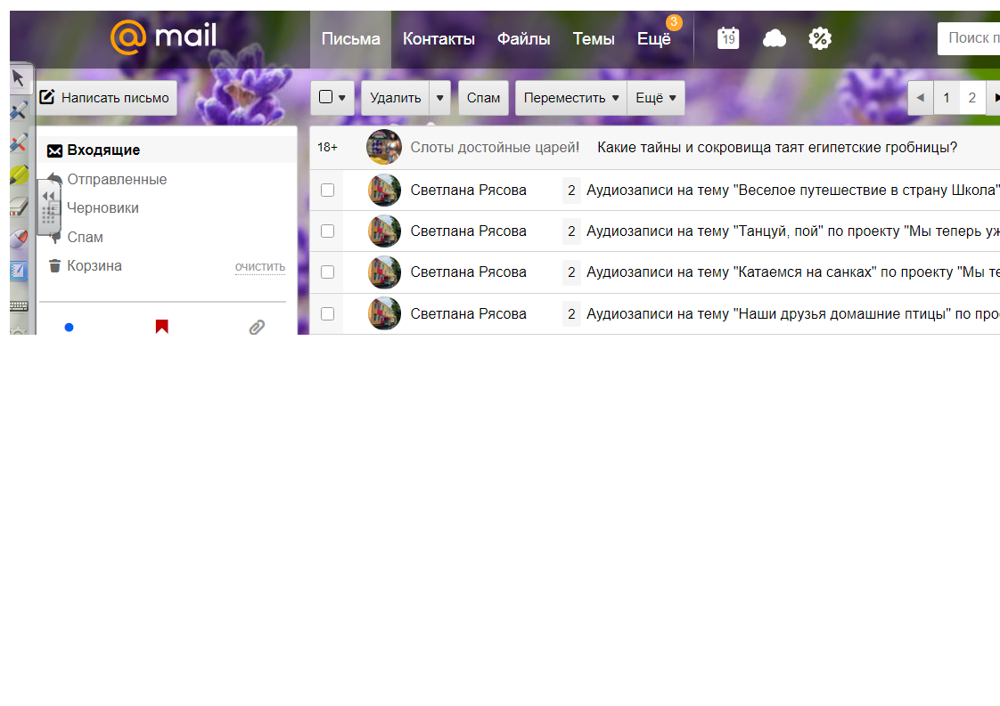 @mail Письма Контакты Файлы Темы Ещё 3 19 Поиск п
Написать письмо Удалить Спам Переместить Ещё 1 2
Входящие
Отправленные
Черновики
Спам
Корзина очистить
18+ Слоты достойные царей! Какие тайны и сокровища таят египетские гробницы?
Светлана Рясова 2 Аудиозаписи на тему "Веселое путешествие в страну Школа"
Светлана Рясова 2 Аудиозаписи на тему "Танцуй, пой" по проекту "Мы теперь уж
Светлана Рясова 2 Аудиозаписи на тему "Катаемся на санках" по проекту "Мы те
Светлана Рясова 2 Аудиозаписи на тему "Наши друзья домашние птицы" по прое